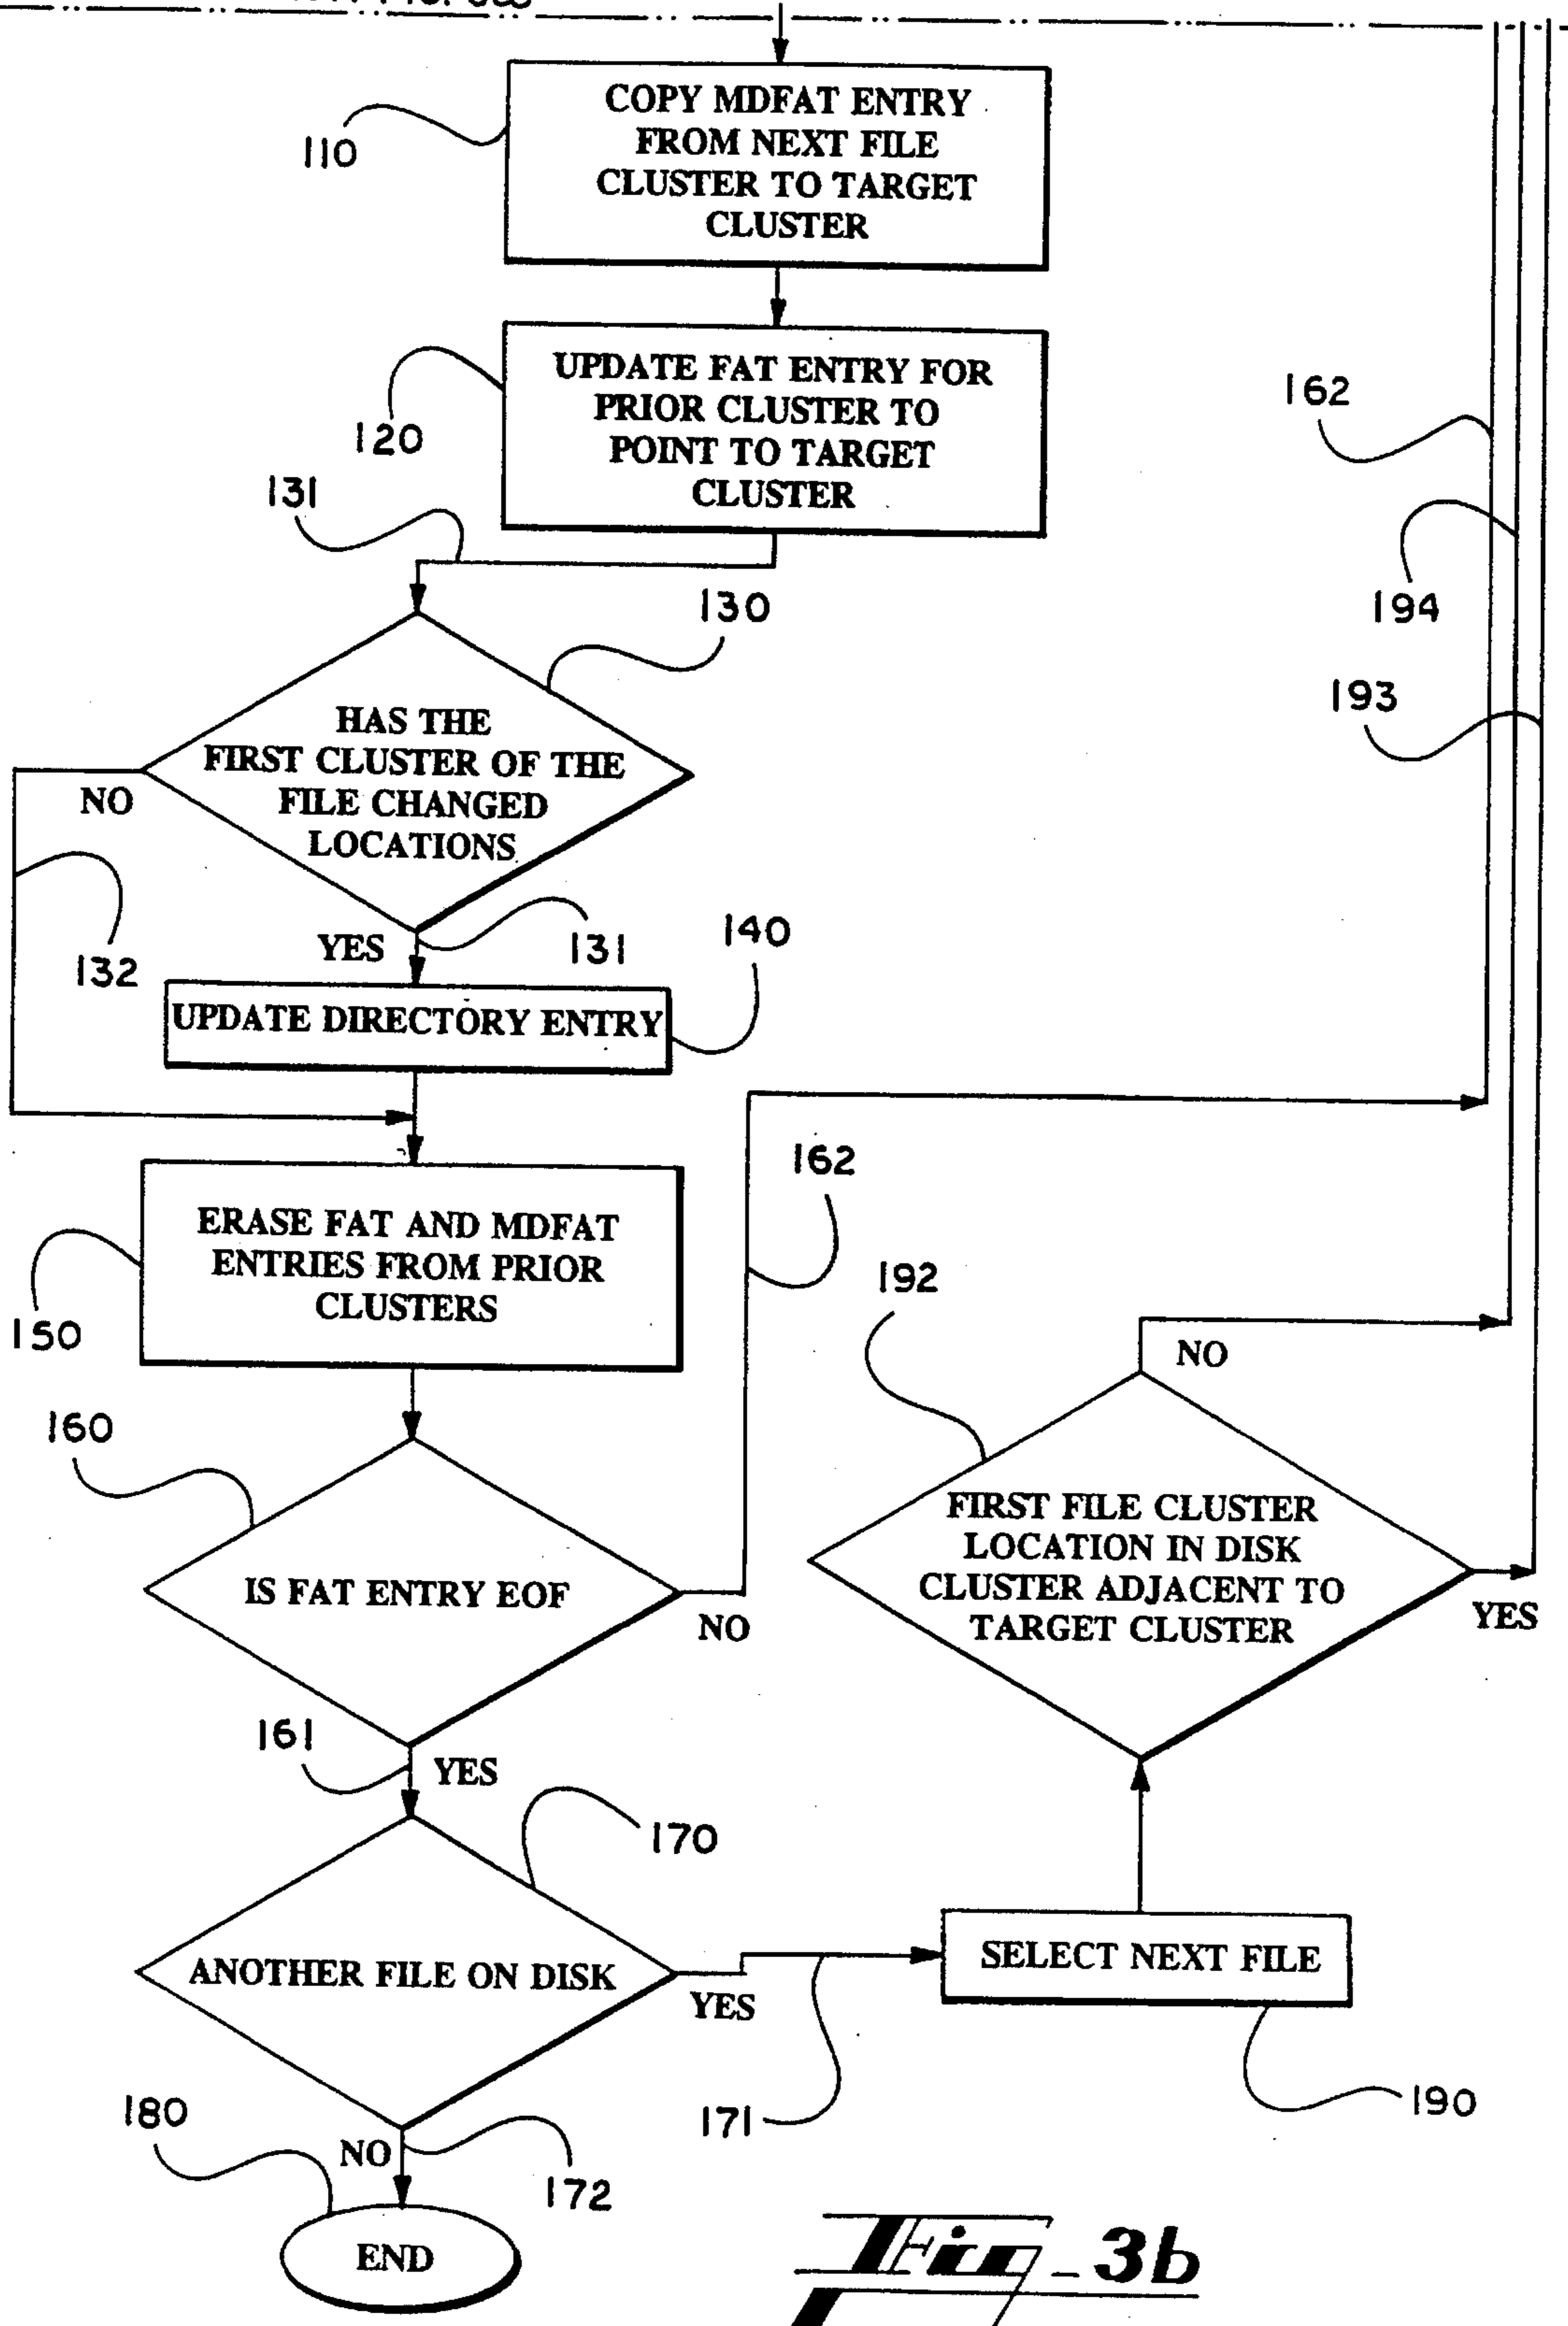 COPY MDFAT ENTRY
FROM NEXT FILE
CLUSTER TO TARGET
CLUSTER
110
UPDATE FAT ENTRY FOR
PRIOR CLUSTER TO
POINT TO TARGET
CLUSTER
120
162
131
194
130
193
HAS THE
FIRST CLUSTER OF THE
FILE CHANGED
LOCATIONS
NO
132
YES
131
140
UPDATE DIRECTORY ENTRY
162
ERASE FAT AND MDFAT
ENTRIES FROM PRIOR
CLUSTERS
150
192
NO
160
IS FAT ENTRY EOF
NO
FIRST FILE CLUSTER
LOCATION IN DISK
CLUSTER ADJACENT TO
TARGET CLUSTER
YES
161
YES
170
ANOTHER FILE ON DISK
YES
171
SELECT NEXT FILE
190
180
NO
172
END
Fig_3b